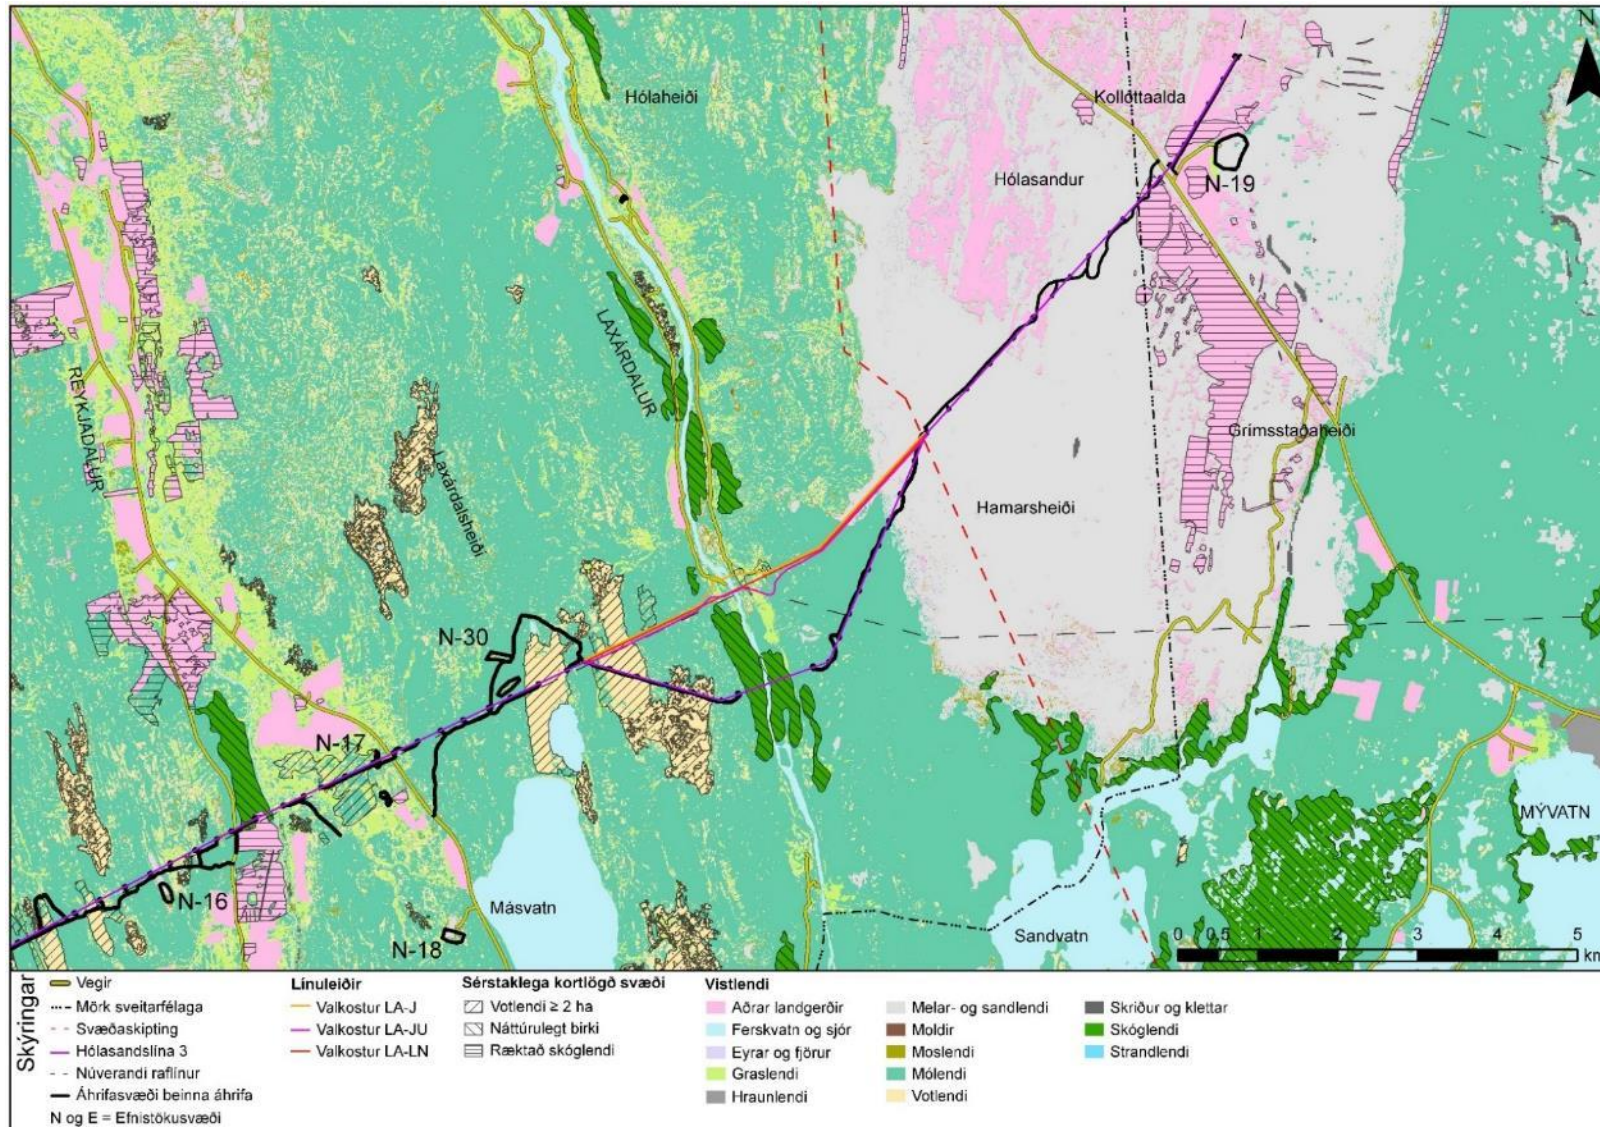 N
Hólaheiði
Kollóttaalda
Hólasandur
N-19
LAXÁRDALUR
REYKJADALUR
Laxárdalsheiði
Grímsstaðaheiði
Hamarsheiði
N-30
N-17
MÝVATN
N-16
Másvatn
N-18
Sandvatn
0 0,5 1 2 3 4 5
km
Skýringar
Vegir
Mörk sveitarfélaga
Svæðaskipting
Hólasandslína 3
Núverandi raflínur
Áhrifasvæði beinna áhrifa
N og E = Efnistökusvæði
Línuleiðir
Valkostur LA-J
Valkostur LA-JU
Valkostur LA-LN
Sérstaklega kortlögð svæði
Votlendi ≥ 2 ha
Náttúrulegt birki
Ræktað skóglendi
Vistlendi
Aðrar landgerðir
Ferskvatn og sjór
Eyrar og fjörur
Graslendi
Hraunlendi
Melar- og sandlendi
Moldir
Moslendi
Mólendi
Votlendi
Skriður og klettar
Skóglendi
Strandlendi